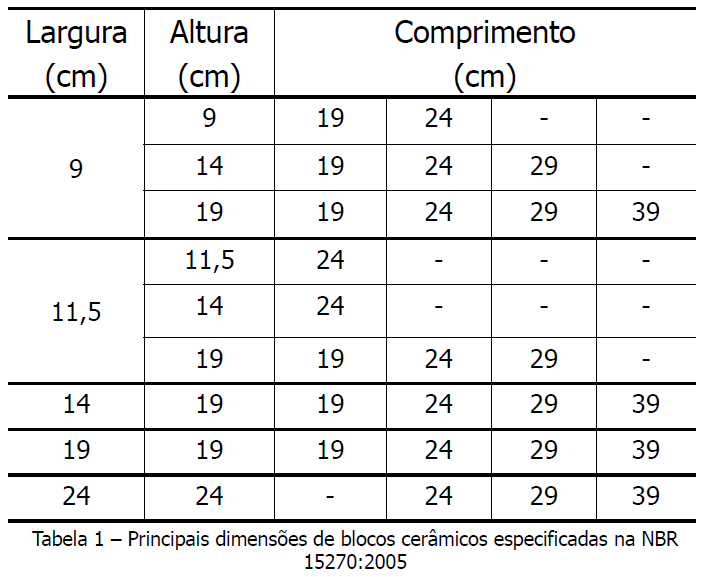 Largura Altura Comprimento
(cm) (cm) (cm)
9 19 24 - -
9 14 19 24 29 -
19 19 24 29 39
11,5 24 - - -
11,5 14 24 - - -
19 19 24 29 -
14 19 19 24 29 39
19 19 19 24 29 39
24 24 - 24 29 39
Tabela 1 – Principais dimensões de blocos cerâmicos especificadas na NBR
15270:2005